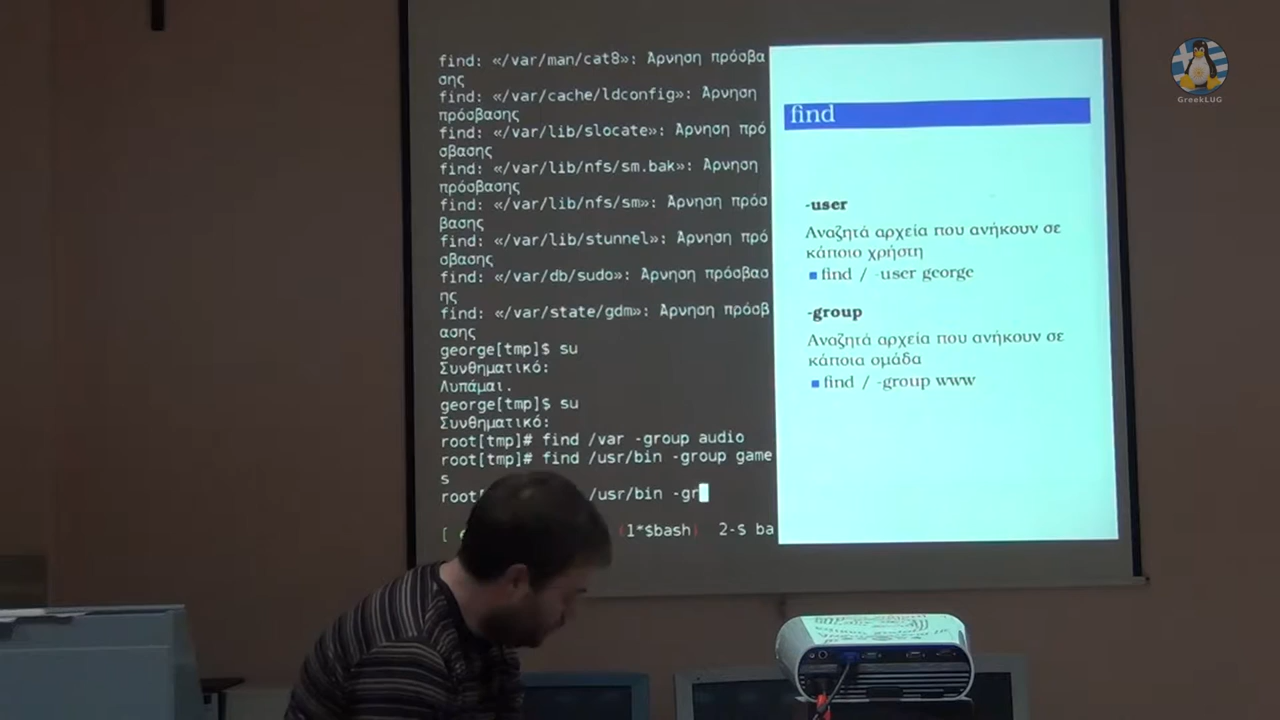 find: «/var/man/cat8»: Άρνηση πρόσβα
σης
find: «/var/cache/ldconfig»: Άρνηση
πρόσβασης
find: «/var/lib/slocate»: Άρνηση πρό
σβασης
find: «/var/lib/nfs/sm.bak»: Άρνηση
πρόσβασης
find: «/var/lib/nfs/sm»: Άρνηση πρόσ
βασης
find: «/var/lib/stunnel»: Άρνηση πρό
σβασης
find: «/var/db/sudo»: Άρνηση πρόσβασ
ης
find: «/var/state/gdm»: Άρνηση πρόσβ
ασης
george[tmp]$ su
Συνθηματικό:
Λυπάμαι.
george[tmp]$ su
Συνθηματικό:
root[tmp]# find /var -group audio
root[tmp]# find /usr/bin -group game
s
root[ /usr/bin -gr
[ (1*$bash) 2-$ ba
find
-user
Αναζητά αρχεία που ανήκουν σε
κάποιο χρήστη
find / -user george
-group
Αναζητά αρχεία που ανήκουν σε
κάποια ομάδα
find / -group www
GreekLUG